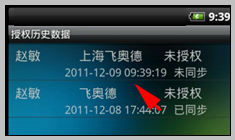 9:39
授权历史数据
赵敏 上海飞奥德 未授权
2011-12-09 09:39:19 未同步
赵敏 飞奥德 未授权
2011-12-08 17:44:07 已同步